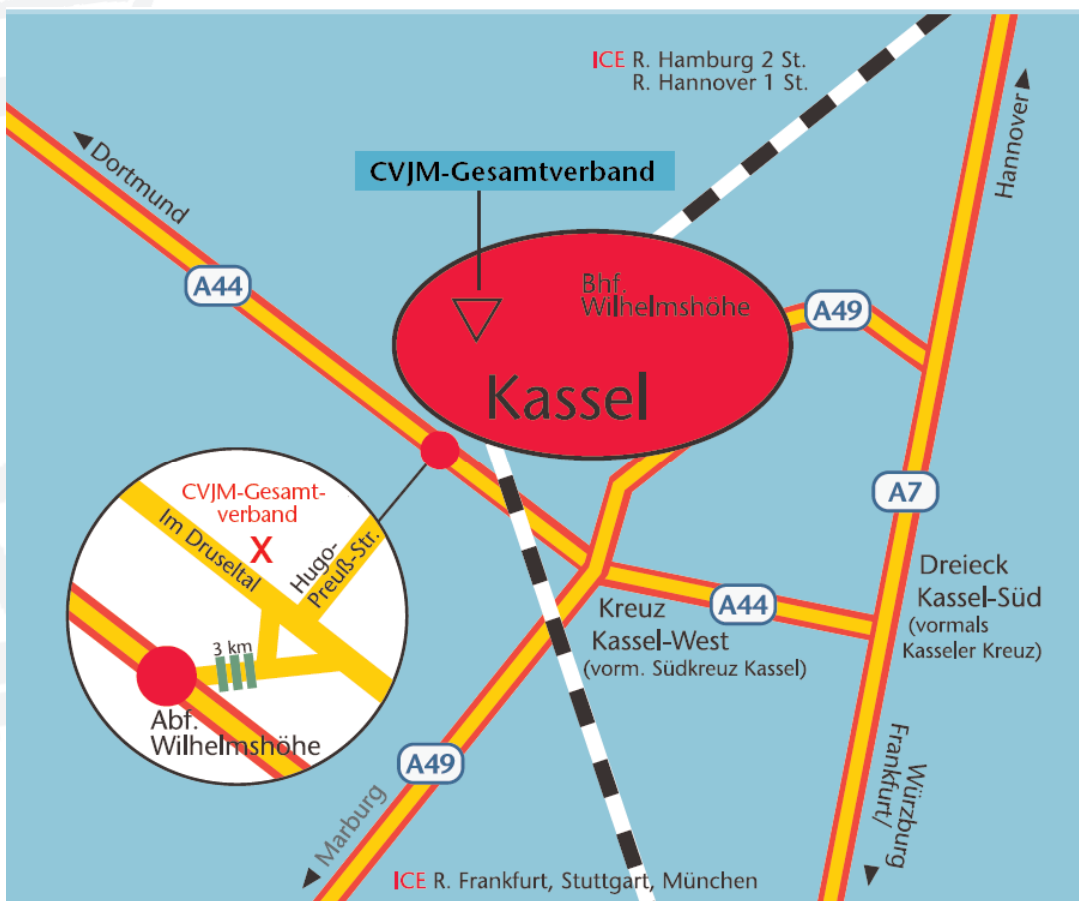 ICE R. Hamburg 2 St.
R. Hannover 1 St.
Hannover
Dortmund
CVJM-Gesamtverband
A44
Bhf.
Wilhelmshöhe
A49
Kassel
A7
CVJM-Gesamt-
verband
X
Im Druseltal
Hugo-
Preuß-Str.
3 km
Abf.
Wilhelmshöhe
Kreuz
Kassel-West
(vorm. Südkreuz Kassel)
A44
Dreieck
Kassel-Süd
(vormals
Kasseler Kreuz)
A49
Marburg
Würzburg
Frankfurt/
ICE R. Frankfurt, Stuttgart, München